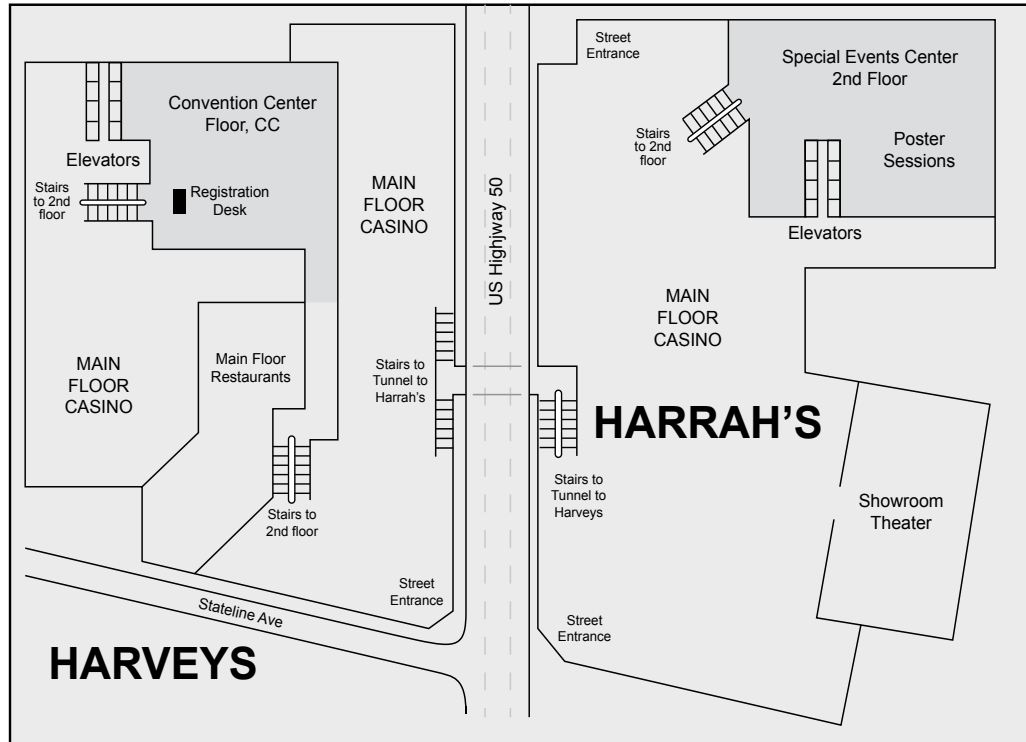 Convention Center
Floor, CC
Elevators
Stairs
to 2nd
floor
Registration
Desk
MAIN
FLOOR
CASINO
MAIN
FLOOR
CASINO
Main Floor
Restaurants
Stairs to
Tunnel to
Harrah's
Stairs to
2nd floor
Street
Entrance
Stateline Ave
HARVEYS
US Highjway 50
Street
Entrance
Special Events Center
2nd Floor
Stairs
to 2nd
floor
Poster
Sessions
Elevators
MAIN
FLOOR
CASINO
HARRAH’S
Stairs to
Tunnel to
Harveys
Showroom
Theater
Street
Entrance